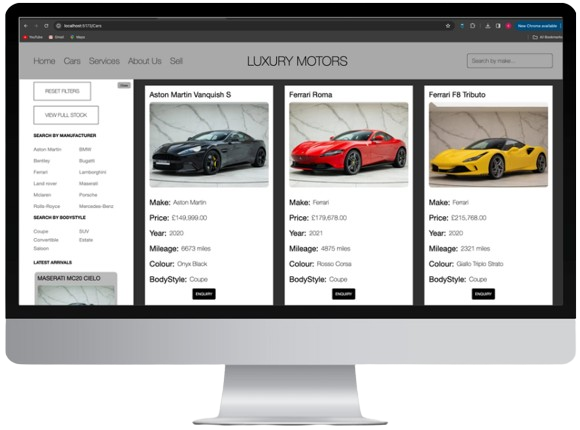 localhost:5173/Cars
New Chrome available
YouTube Gmail Maps All Bookmarks
Home Cars Services About Us Sell
LUXURY MOTORS
Search by make...
RESET FILTERS
VIEW FULL STOCK
SEARCH BY MANUFACTURER
Aston Martin BMW
Bentley Bugatti
Ferrari Lamborghini
Land rover Maserati
Mclaren Porsche
Rolls-Royce Mercedes-Benz
SEARCH BY BODYSTYLE
Coupe SUV
Convertible Estate
Saloon
LATEST ARRIVALS
MASERATI MC20 CIELO
Aston Martin Vanquish S
Make: Aston Martin
Price: £149,999.00
Year: 2020
Mileage: 6673 miles
Colour: Onyx Black
BodyStyle: Coupe
ENQUIRY
Ferrari Roma
Make: Ferrari
Price: £179,678.00
Year: 2021
Mileage: 4875 miles
Colour: Rosso Corsa
BodyStyle: Coupe
ENQUIRY
Ferrari F8 Tributo
Make: Ferrari
Price: £215,768.00
Year: 2020
Mileage: 2321 miles
Colour: Giallo Triplo Strato
BodyStyle: Coupe
ENQUIRY